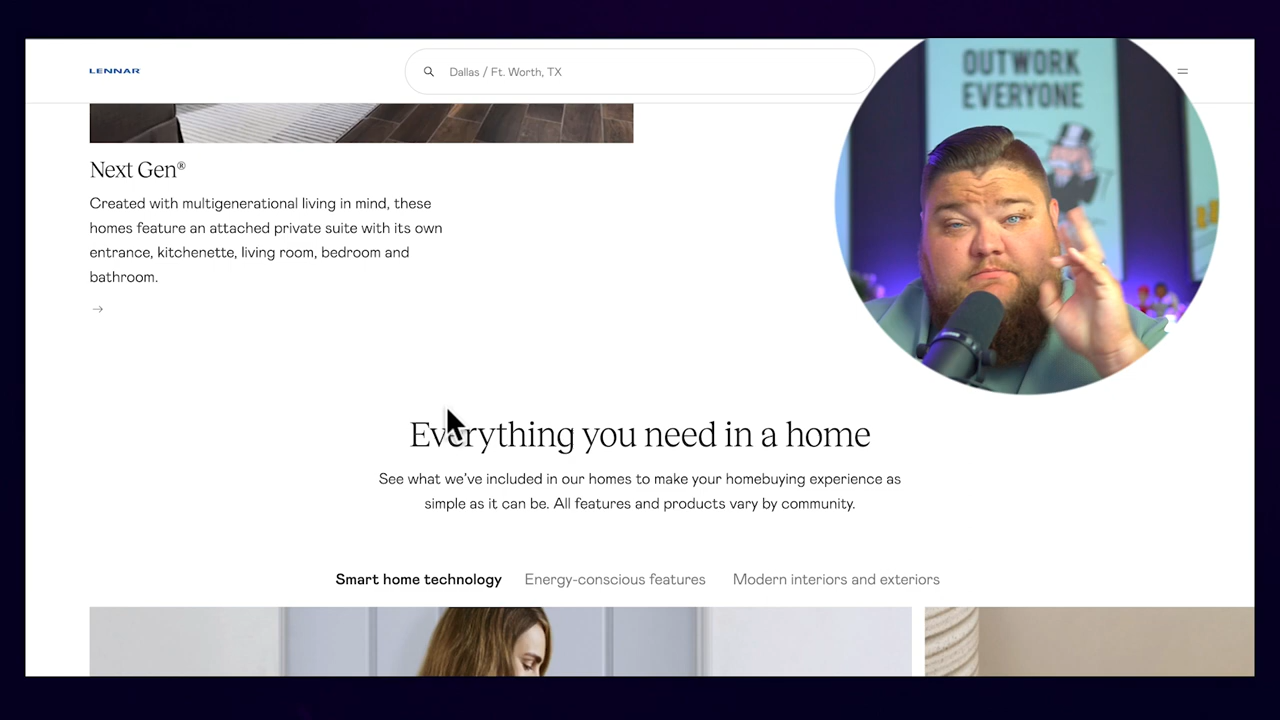 LENNAR
Dallas / Ft. Worth, TX
OUTWORK
EVERYONE
Next Gen®
Created with multigenerational living in mind, these
homes feature an attached private suite with its own
entrance, kitchenette, living room, bedroom and
bathroom.
Everything you need in a home
See what we've included in our homes to make your homebuying experience as
simple as it can be. All features and products vary by community.
Smart home technology
Energy-conscious features
Modern interiors and exteriors